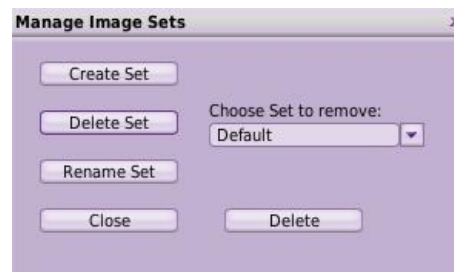 Manage Image Sets
Create Set
Delete Set
Choose Set to remove:
Default
Rename Set
Close
Delete